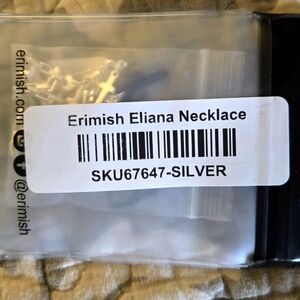 Erimish Eliana Necklace
SKU67647-SILVER
erimish.com
@erimish